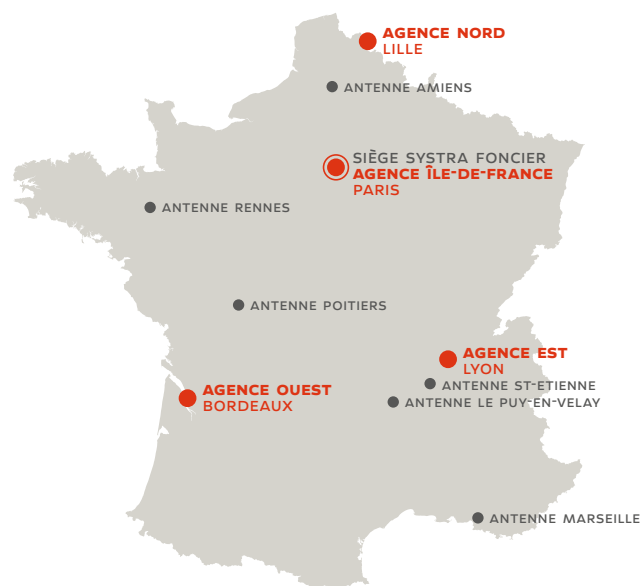 AGENCE NORD
LILLE
ANTENNE AMIENS
SIÈGE SYSTRA FONCIER
AGENCE ÎLE-DE-FRANCE
PARIS
ANTENNE RENNES
ANTENNE POITIERS
AGENCE EST
LYON
ANTENNE ST-ETIENNE
AGENCE OUEST
BORDEAUX
ANTENNE LE PUY-EN-VELAY
ANTENNE MARSEILLE